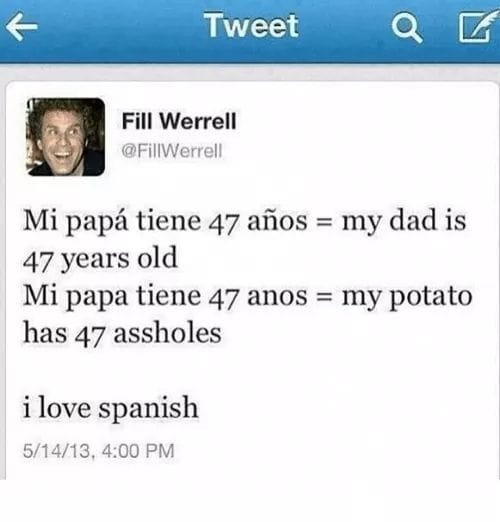 Tweet
Fill Werrell
@FillWerrell
Mi papá tiene 47 años = my dad is
47 years old
Mi papa tiene 47 anos = my potato
has 47 assholes
i love spanish
5/14/13, 4:00 PM